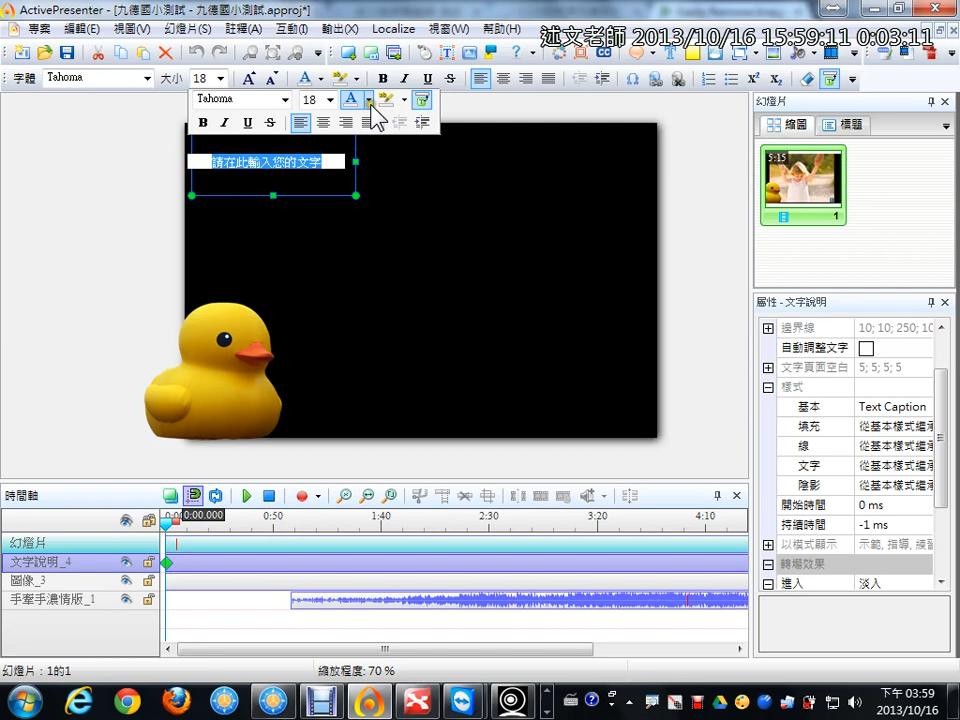 ActivePresenter - [九德國小測試 - 九德國小測試.approj*]
述文老師 2013/10/16 15:59:11 0:03:11
專案 編輯(E) 視圖(V) 幻燈片(S) 註釋(A) 互動(I) 輸出(X) Localize 視窗(W) 幫助(H)
字體 Tahoma 大小 18
Tahoma 18
請在此輸入您的文字
幻燈片
縮圖 標題
5:15
1
屬性 - 文字說明
邊界線 10; 10; 250; 10
自動調整文字
文字頁面空白 5; 5; 5; 5
樣式
基本 Text Caption
填充 從基本樣式繼承
線 從基本樣式繼承
文字 從基本樣式繼承
陰影 從基本樣式繼承
開始時間 0 ms
持續時間 -1 ms
以模式顯示 示範, 指導, 練習
轉場效果
進入 淡入
時間軸
0:00.000 0:50 1:40 2:30 3:20 4:10
幻燈片
文字說明_4
圖像_3
手牽手濃情版_1
幻燈片：1的1 縮放程度: 70 %
下午 03:59
2013/10/16